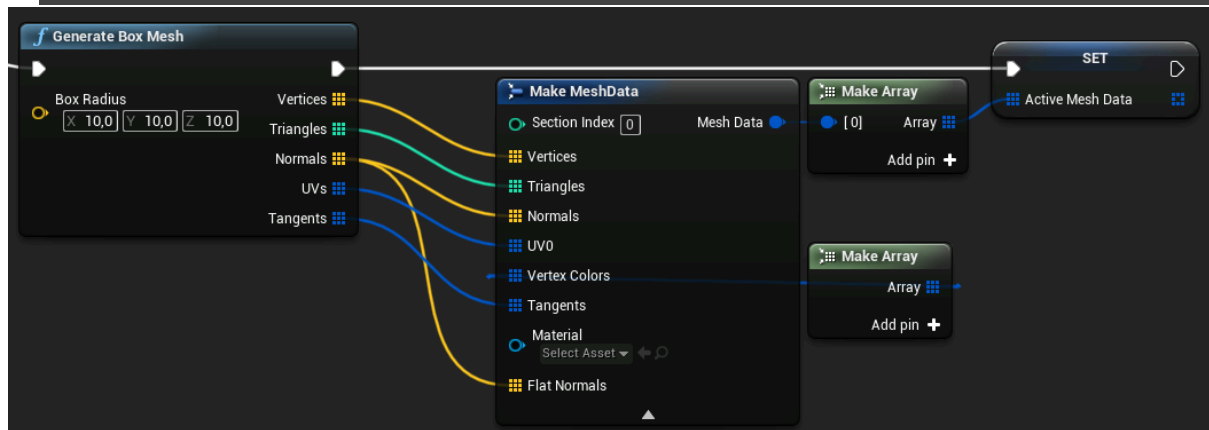 f Generate Box Mesh
Box Radius
X 10,0 Y 10,0 Z 10,0
Vertices
Triangles
Normals
UVs
Tangents
Make MeshData
Section Index 0
Mesh Data
Vertices
Triangles
Normals
UV0
Vertex Colors
Tangents
Material
Select Asset
Flat Normals
Make Array
[0] Array
Add pin +
Make Array
Array
Add pin +
SET
Active Mesh Data